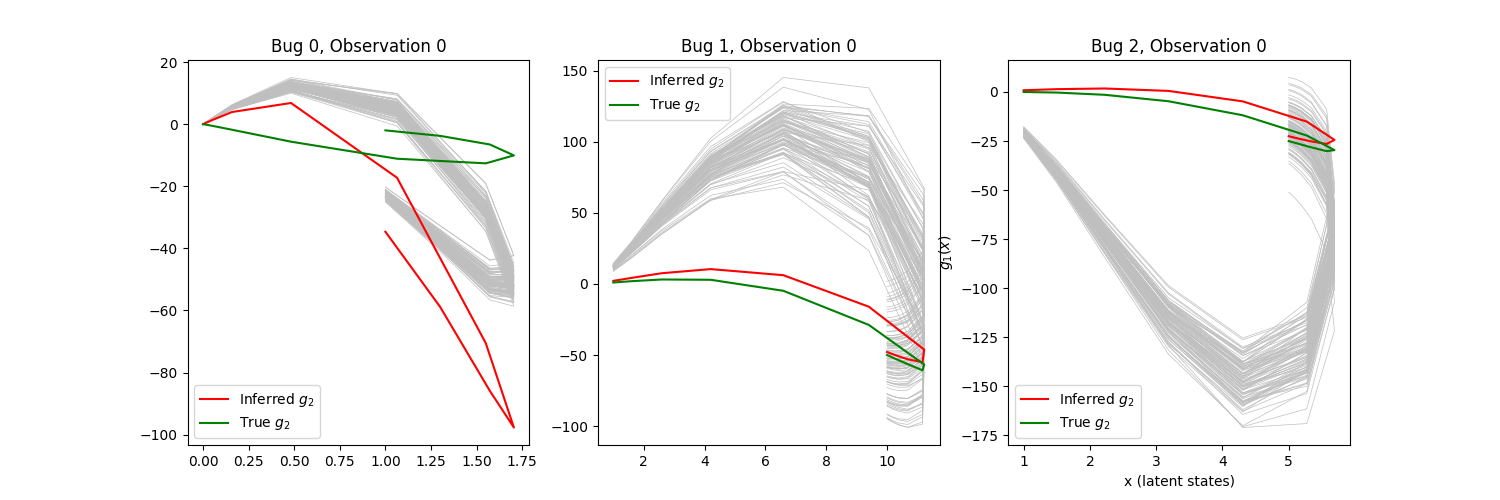 Bug 0, Observation 0
20
0
−20
−40
−60
−80
−100
Inferred g₂
True g₂
0.00 0.25 0.50 0.75 1.00 1.25 1.50 1.75
Bug 1, Observation 0
150
100
50
0
−50
−100
Inferred g₂
True g₂
2 4 6 8 10
Bug 2, Observation 0
g₁(x)
0
−25
−50
−75
−100
−125
−150
−175
Inferred g₂
True g₂
1 2 3 4 5
x (latent states)